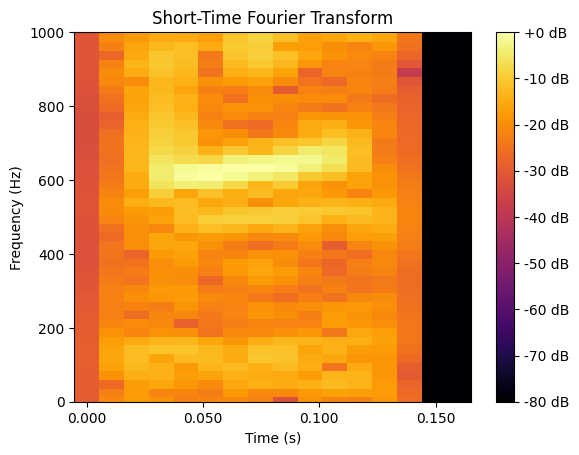 Short-Time Fourier Transform
1000
800
600
400
200
0
Frequency (Hz)
0.000
0.050
0.100
0.150
Time (s)
+0 dB
-10 dB
-20 dB
-30 dB
-40 dB
-50 dB
-60 dB
-70 dB
-80 dB